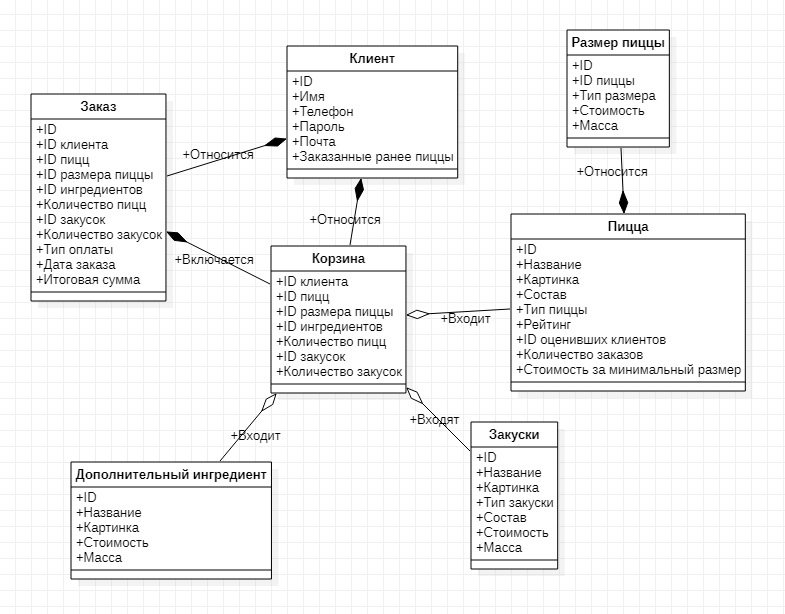 Размер пиццы
+ID
+ID пиццы
+Тип размера
+Стоимость
+Масса
Клиент
+ID
+Имя
+Телефон
+Пароль
+Почта
+Заказанные ранее пиццы
Заказ
+ID
+ID клиента
+ID пицц
+ID размера пиццы
+ID ингредиентов
+Количество пицц
+ID закусок
+Количество закусок
+Тип оплаты
+Дата заказа
+Итоговая сумма
+Относится
+Относится
+Относится
+Включается
Пицца
+ID
+Название
+Картинка
+Состав
+Тип пиццы
+Рейтинг
+ID оценивших клиентов
+Количество заказов
+Стоимость за минимальный размер
Корзина
+ID клиента
+ID пицц
+ID размера пиццы
+ID ингредиентов
+Количество пицц
+ID закусок
+Количество закусок
+Входит
+Входят
+Входит
Закуски
+ID
+Название
+Картинка
+Тип закуски
+Состав
+Стоимость
+Масса
Дополнительный ингредиент
+ID
+Название
+Картинка
+Стоимость
+Масса